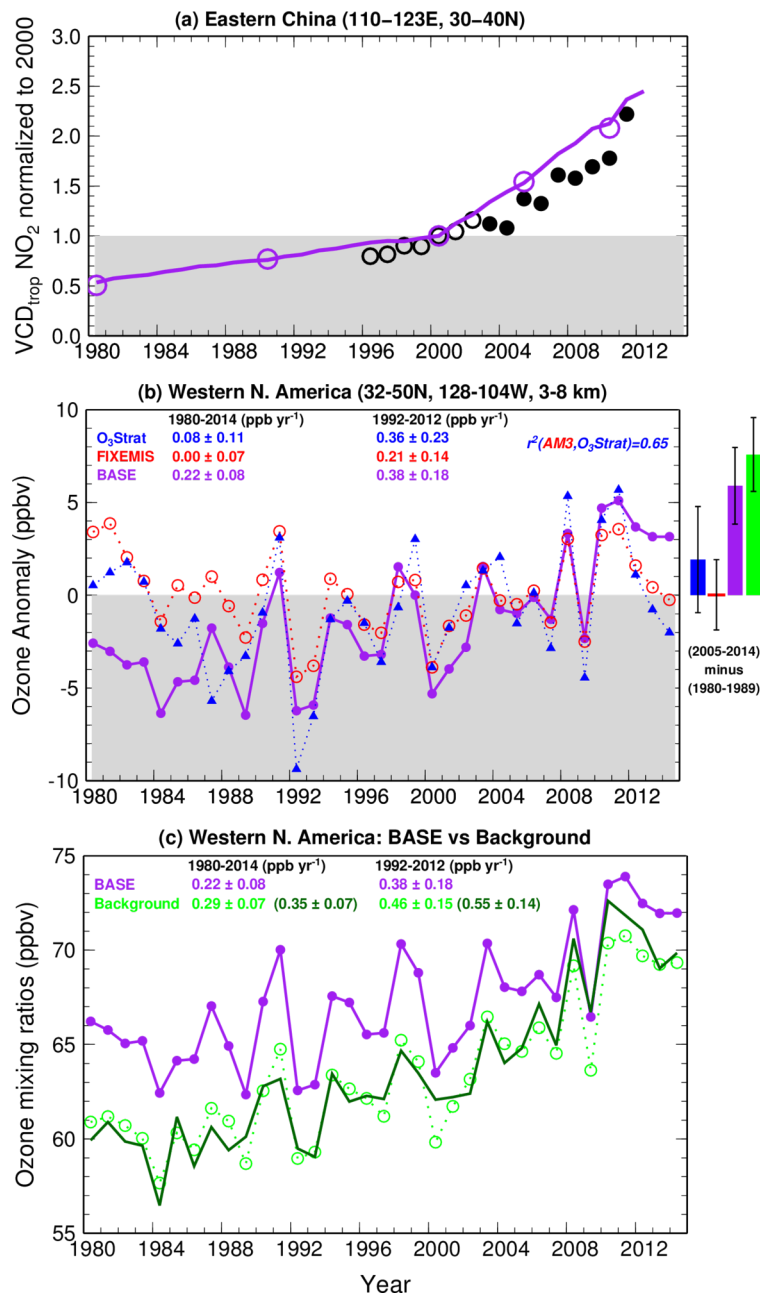 (a) Eastern China (110−123E, 30−40N)
VCDtrop NO2 normalized to 2000
3.0
2.5
2.0
1.5
1.0
0.5
0.0
1980 1984 1988 1992 1996 2000 2004 2008 2012
(b) Western N. America (32-50N, 128-104W, 3-8 km)
Ozone Anomaly (ppbv)
10
5
0
-5
-10
1980-2014 (ppb yr-1) 1992-2012 (ppb yr-1)
O3Strat 0.08 ± 0.11 0.36 ± 0.23
r2(AM3,O3Strat)=0.65
FIXEMIS 0.00 ± 0.07 0.21 ± 0.14
BASE 0.22 ± 0.08 0.38 ± 0.18
(2005-2014)
minus
(1980-1989)
1980 1984 1988 1992 1996 2000 2004 2008 2012
(c) Western N. America: BASE vs Background
Ozone mixing ratios (ppbv)
75
70
65
60
55
1980-2014 (ppb yr-1) 1992-2012 (ppb yr-1)
BASE 0.22 ± 0.08 0.38 ± 0.18
Background 0.29 ± 0.07 (0.35 ± 0.07) 0.46 ± 0.15 (0.55 ± 0.14)
1980 1984 1988 1992 1996 2000 2004 2008 2012
Year